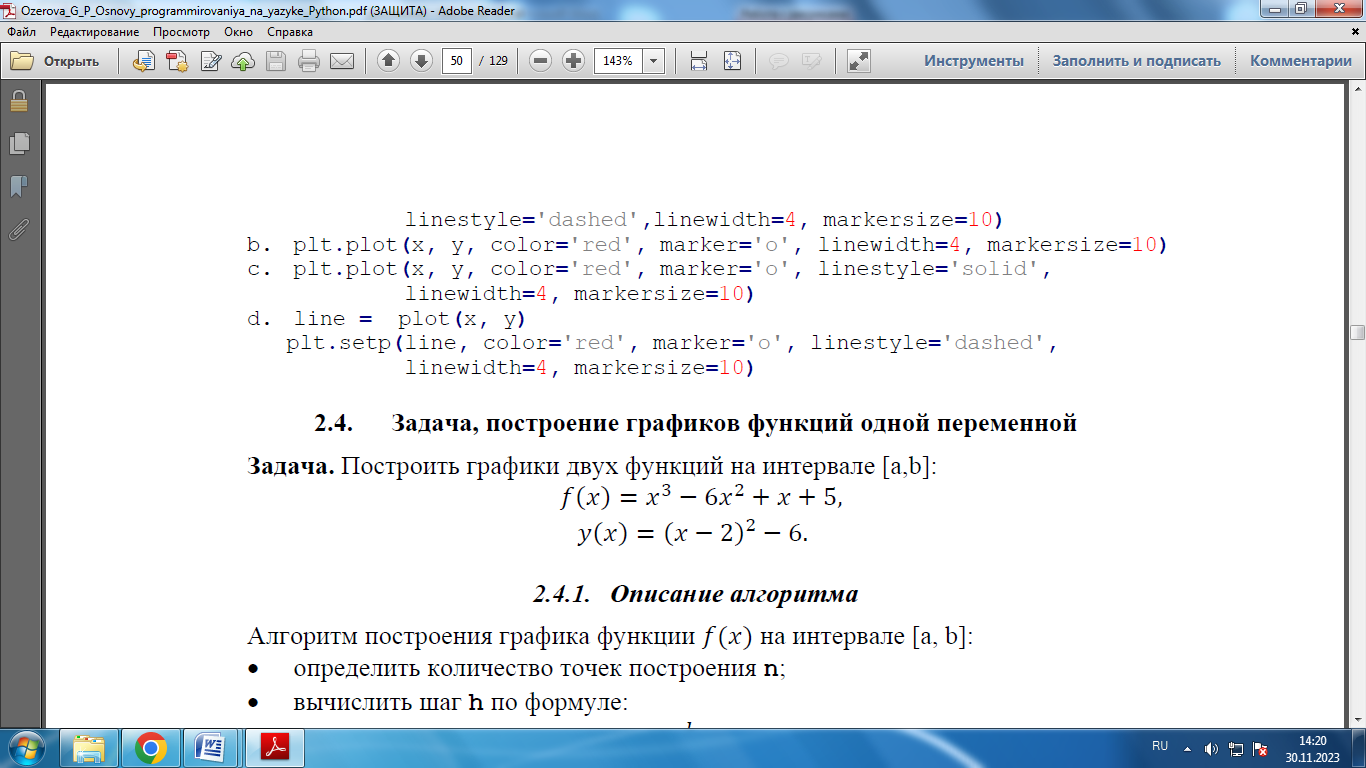 Ozerova_G_P_Osnovy_programmirovaniya_na_yazyke_Python.pdf (ЗАЩИТА) - Adobe Reader
Файл Редактирование Просмотр Окно Справка
Открыть 50 / 129 143% Инструменты Заполнить и подписать Комментарии
linestyle='dashed',linewidth=4, markersize=10)
b. plt.plot(x, y, color='red', marker='o', linewidth=4, markersize=10)
c. plt.plot(x, y, color='red', marker='o', linestyle='solid',
linewidth=4, markersize=10)
d. line = plot(x, y)
plt.setp(line, color='red', marker='o', linestyle='dashed',
linewidth=4, markersize=10)
2.4. Задача, построение графиков функций одной переменной
Задача. Построить графики двух функций на интервале [a,b]:
f(x) = x³ − 6x² + x + 5,
y(x) = (x − 2)² − 6.
2.4.1. Описание алгоритма
Алгоритм построения графика функции f(x) на интервале [a, b]:
• определить количество точек построения n;
• вычислить шаг h по формуле:
RU 14:20
30.11.2023